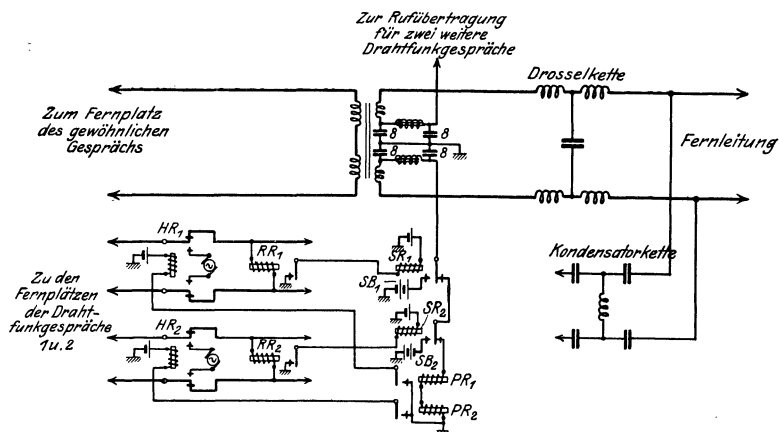 Zur Rufübertragung
für zwei weitere
Drahtfunkgespräche
Drosselkette
Zum Fernplatz
des gewöhnlichen
Gesprächs
8
8
8
8
Fernleitung
HR1
RR1
SR1
SB1
Kondensatorkette
Zu den
Fernplätzen
der Draht-
funkgespräche
1 u. 2
HR2
RR2
SR2
SB2
PR1
PR2